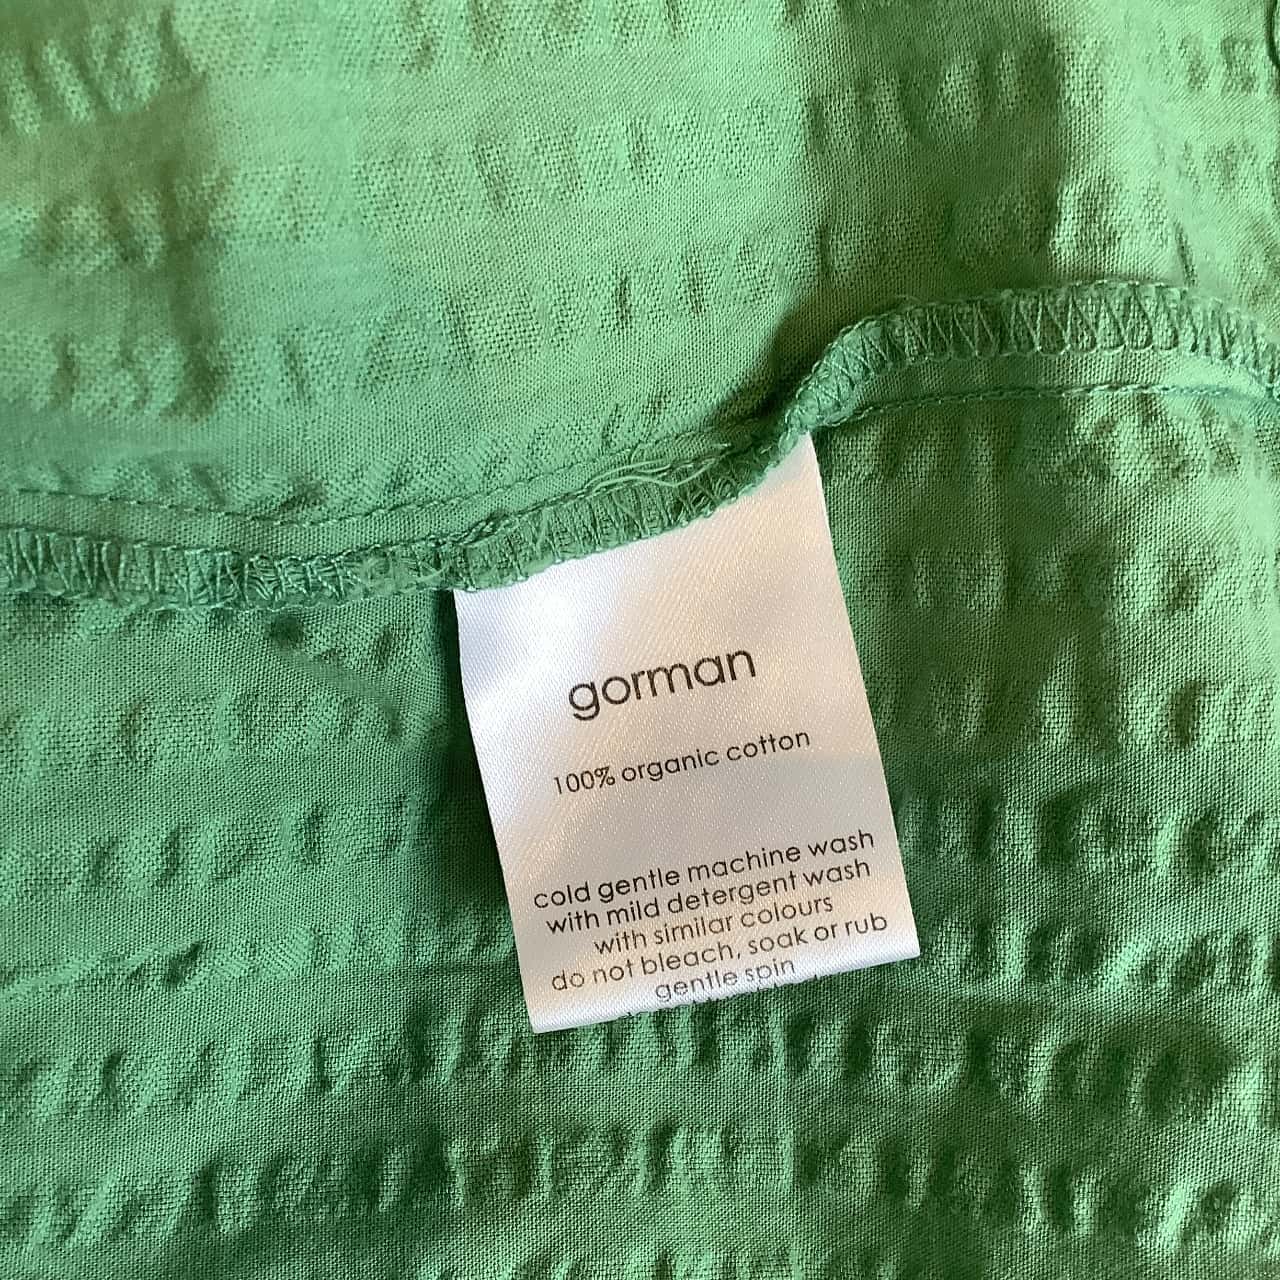 gorman
100% organic cotton
cold gentle machine wash
with mild detergent wash
with similar colours
do not bleach, soak or rub
gentle spin